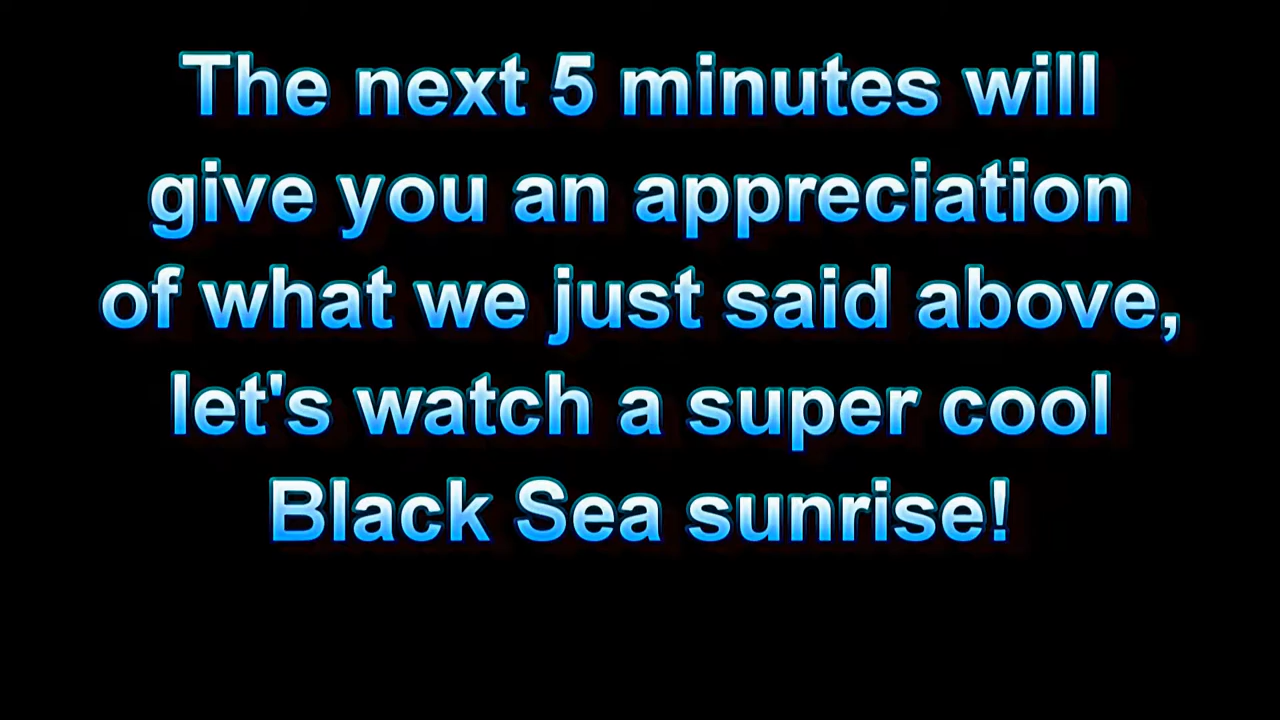 The next 5 minutes will
give you an appreciation
of what we just said above,
let's watch a super cool
Black Sea sunrise!